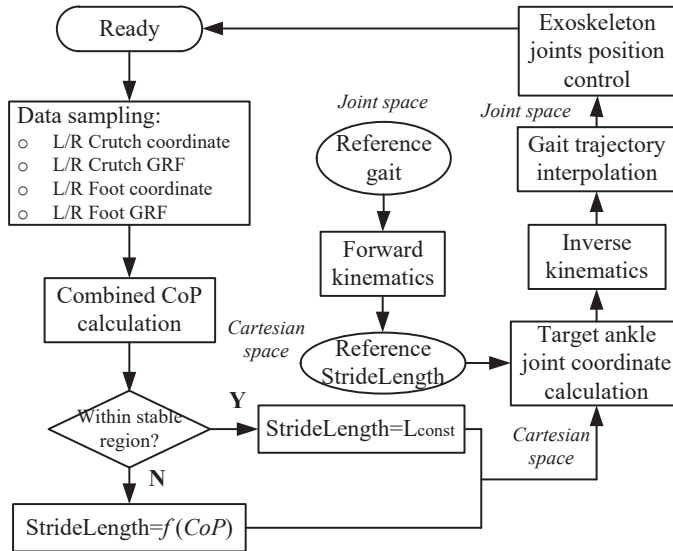 Ready
Data sampling:
o L/R Crutch coordinate
o L/R Crutch GRF
o L/R Foot coordinate
o L/R Foot GRF
Combined CoP
calculation
Within stable
region?
Y
N
StrideLength=Lconst
StrideLength=f (CoP)
Joint space
Reference
gait
Forward
kinematics
Cartesian
space
Reference
StrideLength
Exoskeleton
joints position
control
Joint space
Gait trajectory
interpolation
Inverse
kinematics
Target ankle
joint coordinate
calculation
Cartesian
space